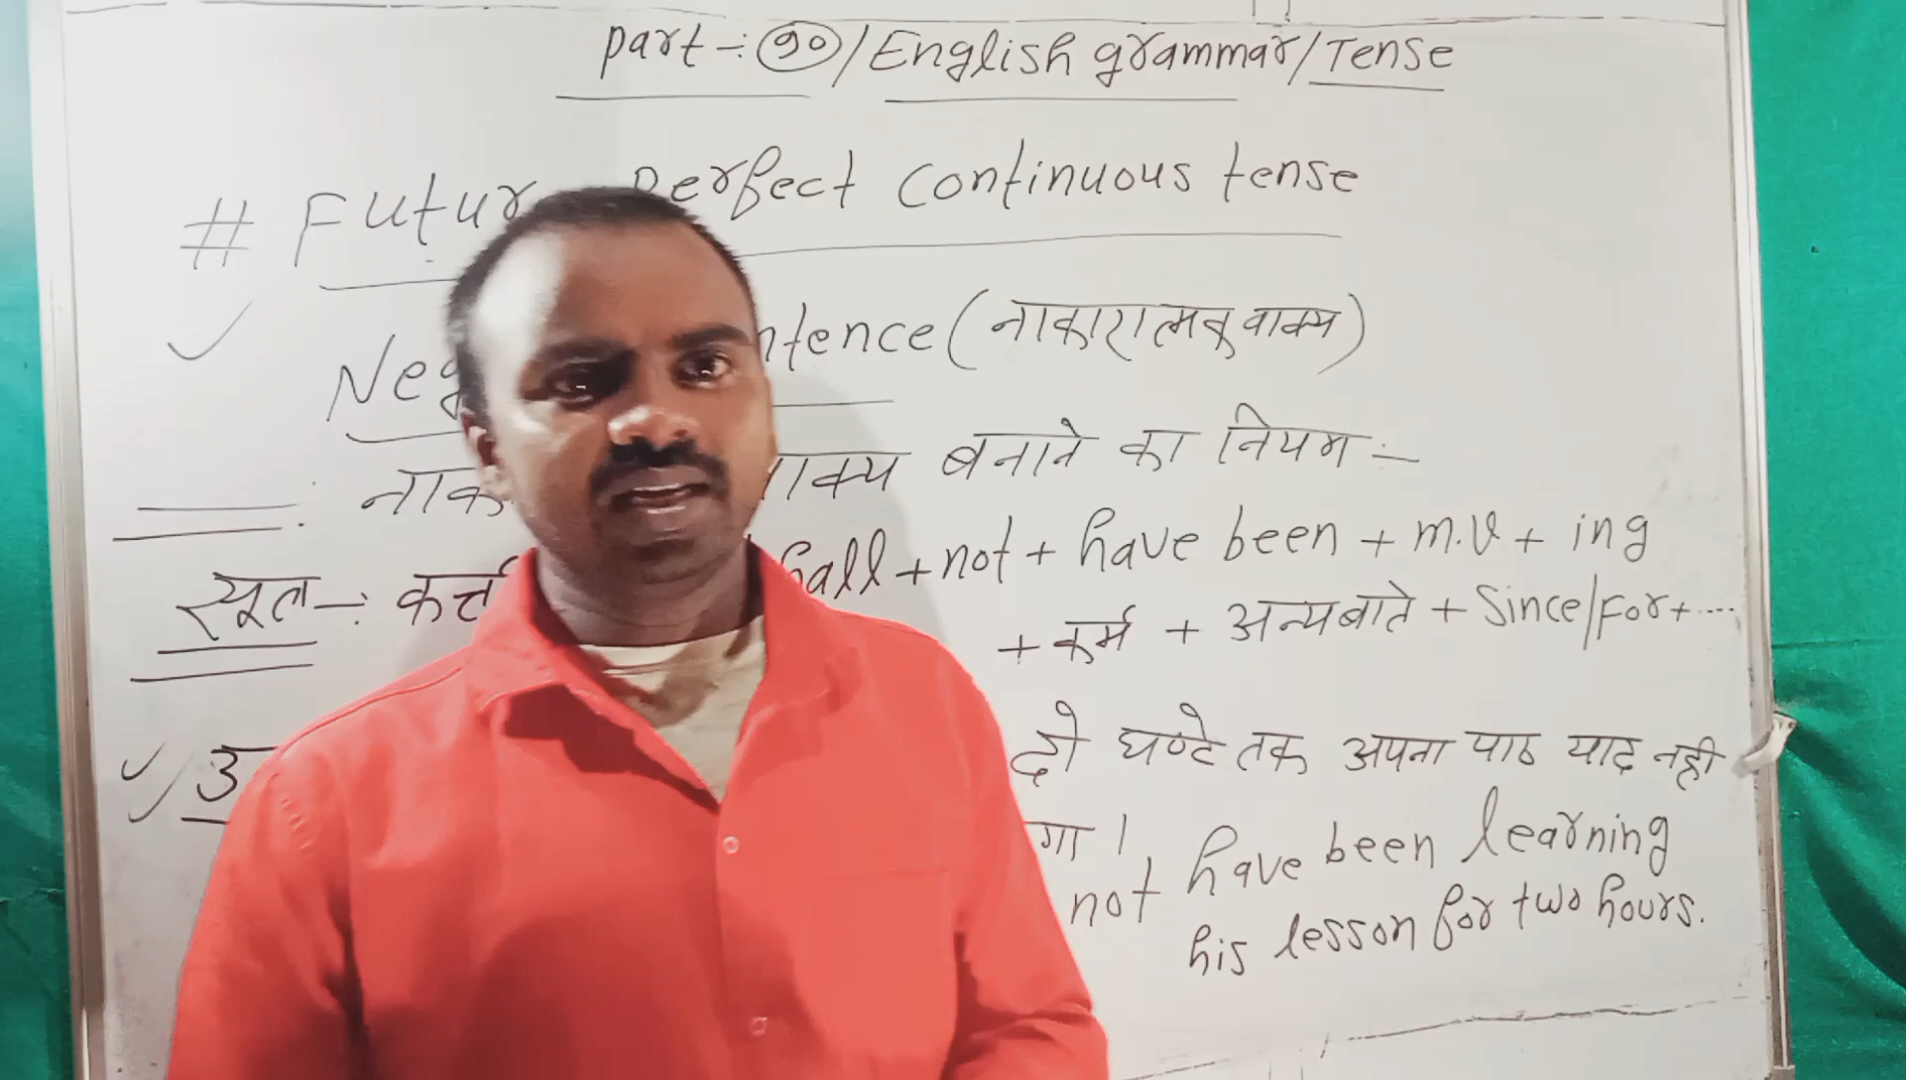 part -: 90 / English grammar / Tense
# Futur Perfect continuous tense
Neg ntence (नाकारात्मक वाक्य)
नाक वाक्य बनाने का नियम :-
सूत्र -: कर्त्त hall + not + have been + m.v + ing
+ कर्म + अन्यबाते + Since/For + ....
उ दो घण्टे तक अपना पाठ याद नही
गा ।
not have been learning
his lesson for two hours.